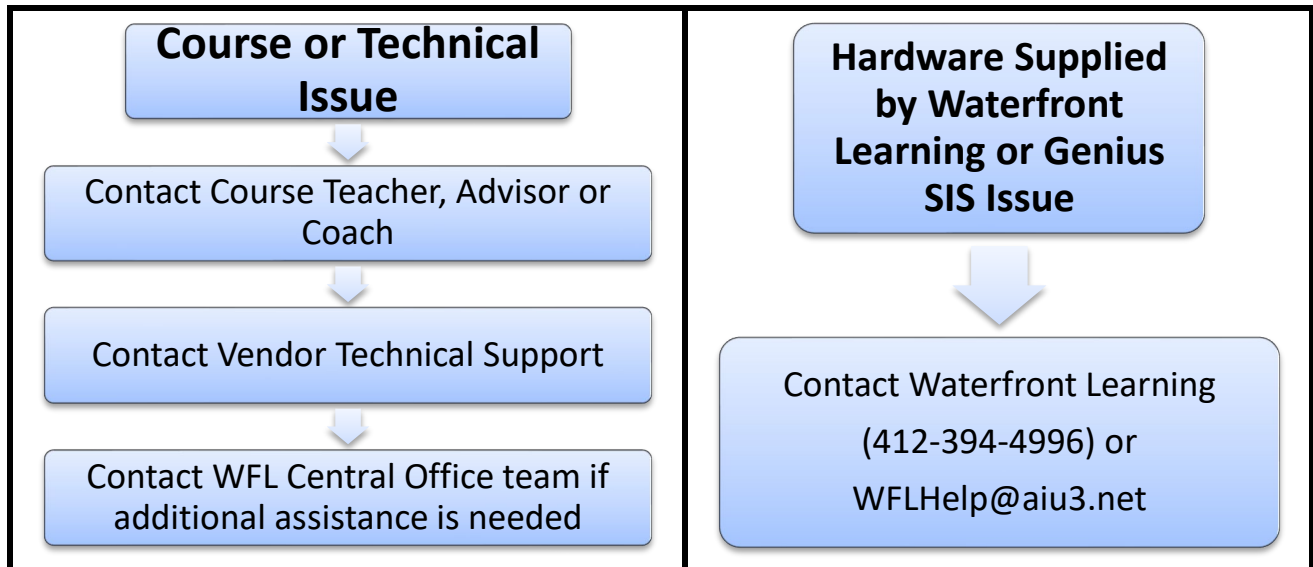 Course or Technical
Issue
Contact Course Teacher, Advisor or
Coach
Contact Vendor Technical Support
Contact WFL Central Office team if
additional assistance is needed
Hardware Supplied
by Waterfront
Learning or Genius
SIS Issue
Contact Waterfront Learning
(412-394-4996) or
WFLHelp@aiu3.net